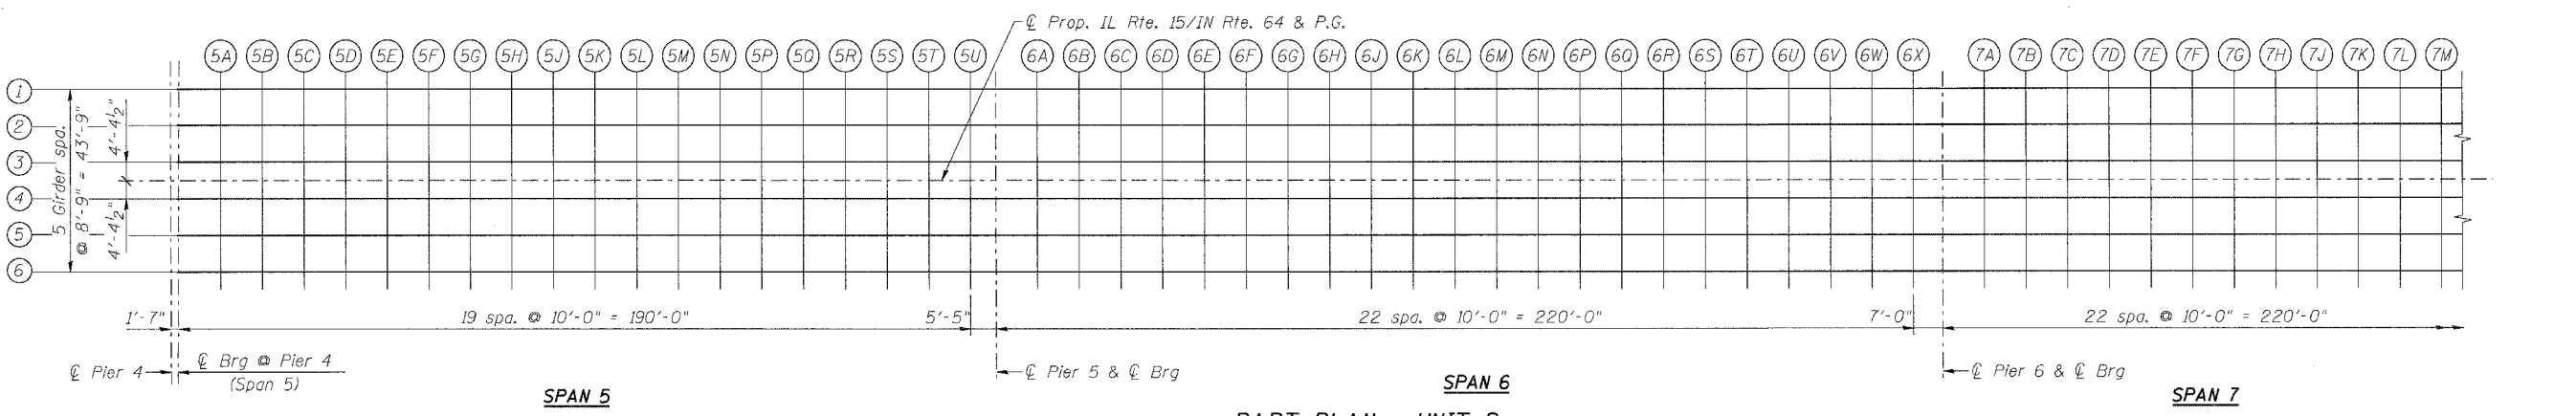 ℄ Prop. IL Rte. 15/IN Rte. 64 & P.G.
5A 5B 5C 5D 5E 5F 5G 5H 5J 5K 5L 5M 5N 5P 5Q 5R 5S 5T 5U 6A 6B 6C 6D 6E 6F 6G 6H 6J 6K 6L 6M 6N 6P 6Q 6R 6S 6T 6U 6V 6W 6X 7A 7B 7C 7D 7E 7F 7G 7H 7J 7K 7L 7M
1
2
3
4
5
6
5 Girder spa.
@ 8'-9" = 43'-9"
4'-4½"
4'-4½"
1'-7"
19 spa. @ 10'-0" = 190'-0"
5'-5"
22 spa. @ 10'-0" = 220'-0"
7'-0"
22 spa. @ 10'-0" = 220'-0"
℄ Pier 4
℄ Brg @ Pier 4
(Span 5)
℄ Pier 5 & ℄ Brg
℄ Pier 6 & ℄ Brg
SPAN 5
SPAN 6
SPAN 7
PART PLAN UNIT